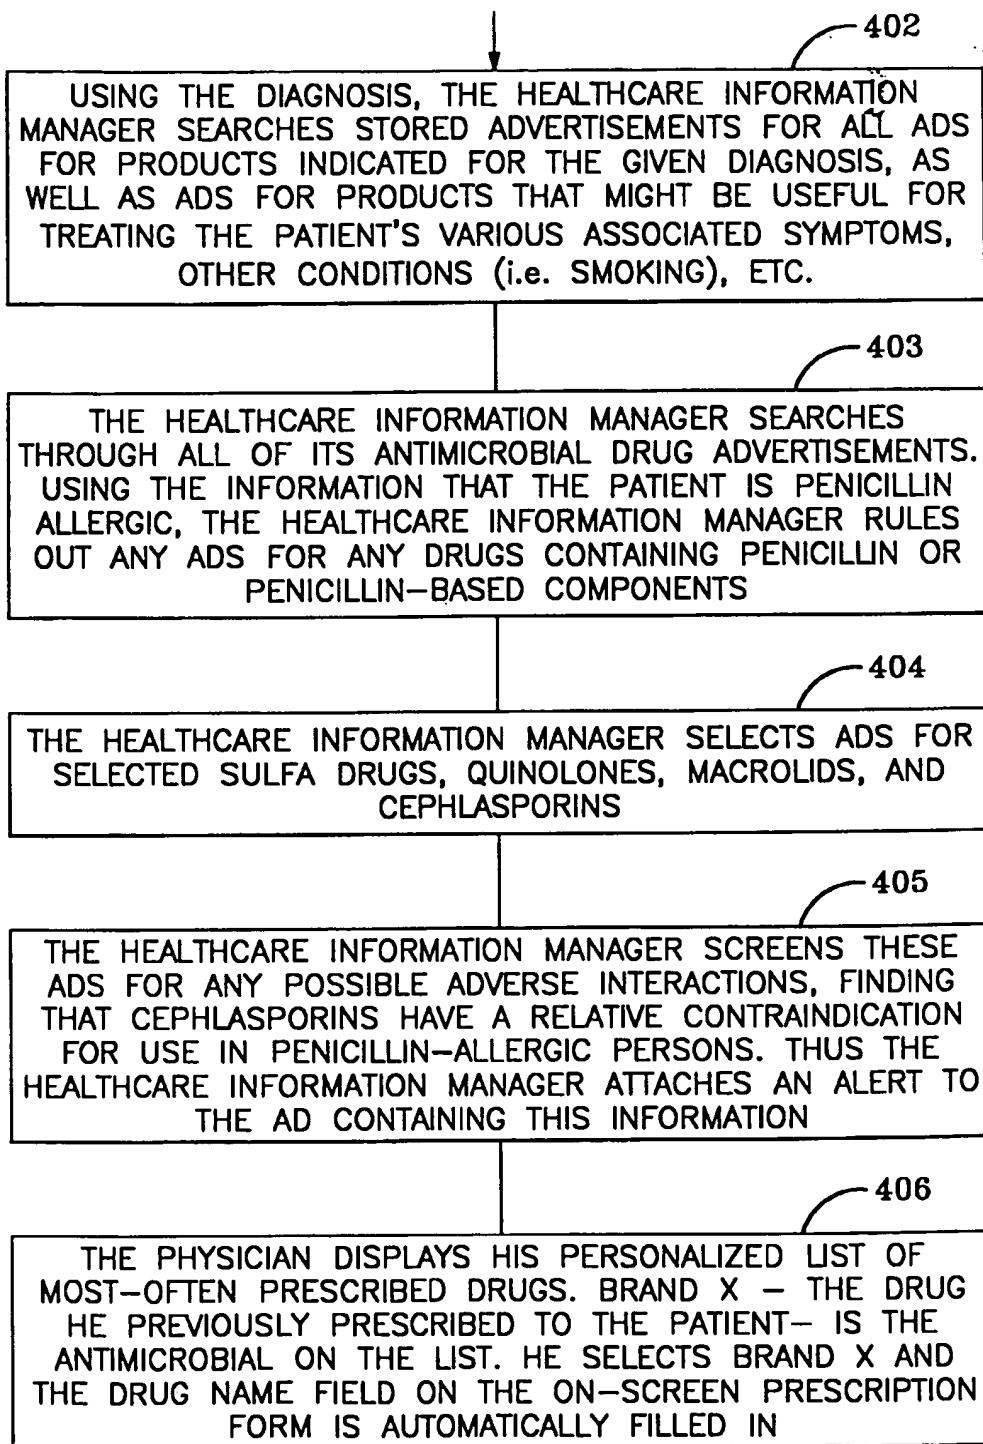 402
USING THE DIAGNOSIS, THE HEALTHCARE INFORMATION
MANAGER SEARCHES STORED ADVERTISEMENTS FOR ALL ADS
FOR PRODUCTS INDICATED FOR THE GIVEN DIAGNOSIS, AS
WELL AS ADS FOR PRODUCTS THAT MIGHT BE USEFUL FOR
TREATING THE PATIENT'S VARIOUS ASSOCIATED SYMPTOMS,
OTHER CONDITIONS (i.e. SMOKING), ETC.
403
THE HEALTHCARE INFORMATION MANAGER SEARCHES
THROUGH ALL OF ITS ANTIMICROBIAL DRUG ADVERTISEMENTS.
USING THE INFORMATION THAT THE PATIENT IS PENICILLIN
ALLERGIC, THE HEALTHCARE INFORMATION MANAGER RULES
OUT ANY ADS FOR ANY DRUGS CONTAINING PENICILLIN OR
PENICILLIN-BASED COMPONENTS
404
THE HEALTHCARE INFORMATION MANAGER SELECTS ADS FOR
SELECTED SULFA DRUGS, QUINOLONES, MACROLIDS, AND
CEPHLASPORINS
405
THE HEALTHCARE INFORMATION MANAGER SCREENS THESE
ADS FOR ANY POSSIBLE ADVERSE INTERACTIONS, FINDING
THAT CEPHLASPORINS HAVE A RELATIVE CONTRAINDICATION
FOR USE IN PENICILLIN-ALLERGIC PERSONS. THUS THE
HEALTHCARE INFORMATION MANAGER ATTACHES AN ALERT TO
THE AD CONTAINING THIS INFORMATION
406
THE PHYSICIAN DISPLAYS HIS PERSONALIZED LIST OF
MOST-OFTEN PRESCRIBED DRUGS. BRAND X - THE DRUG
HE PREVIOUSLY PRESCRIBED TO THE PATIENT- IS THE
ANTIMICROBIAL ON THE LIST. HE SELECTS BRAND X AND
THE DRUG NAME FIELD ON THE ON-SCREEN PRESCRIPTION
FORM IS AUTOMATICALLY FILLED IN